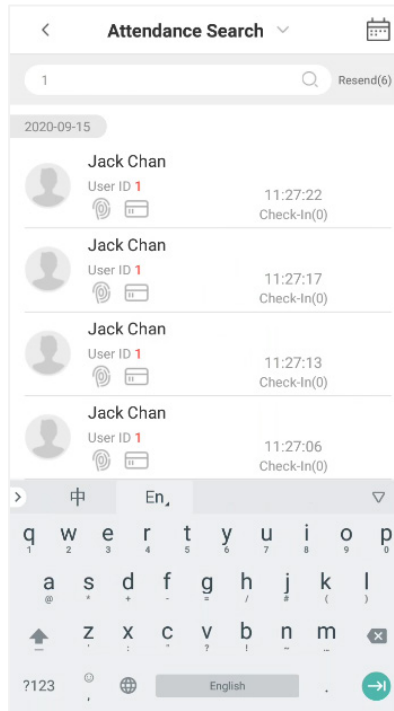 Attendance Search
1
Resend(6)
2020-09-15
Jack Chan
User ID 1
11:27:22
Check-In(0)
Jack Chan
User ID 1
11:27:17
Check-In(0)
Jack Chan
User ID 1
11:27:13
Check-In(0)
Jack Chan
User ID 1
11:27:06
Check-In(0)
中 En
q w e r t y u i o p
1 2 3 4 5 6 7 8 9 0
a s d f g h j k l
@ * + - = / # ( )
z x c v b n m
' : " ? ! ~ ...
?123 , English .